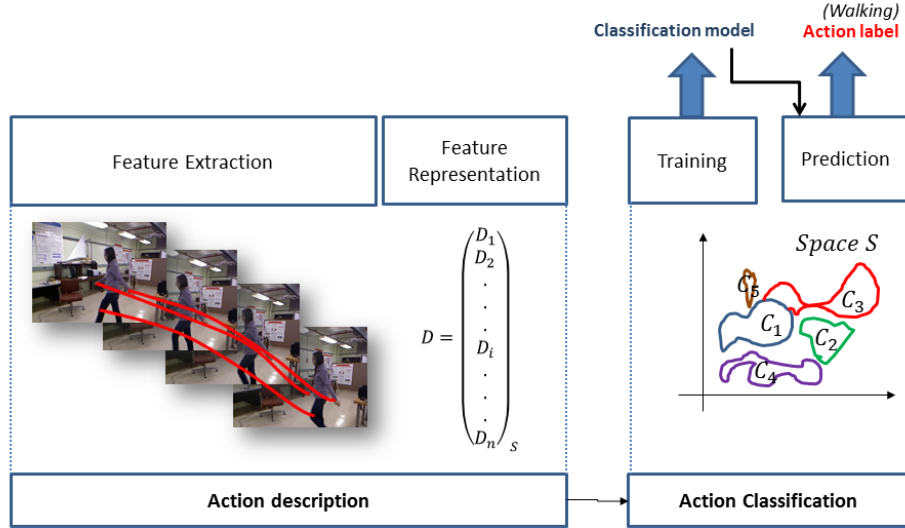 (Walking)
Classification model
Action label
Feature Extraction
Feature
Representation
Training
Prediction
D =
D₁
D₂
.
.
.
Dᵢ
.
.
.
Dₙ
S
Space S
C₅
C₃
C₁
C₂
C₄
Action description
Action Classification